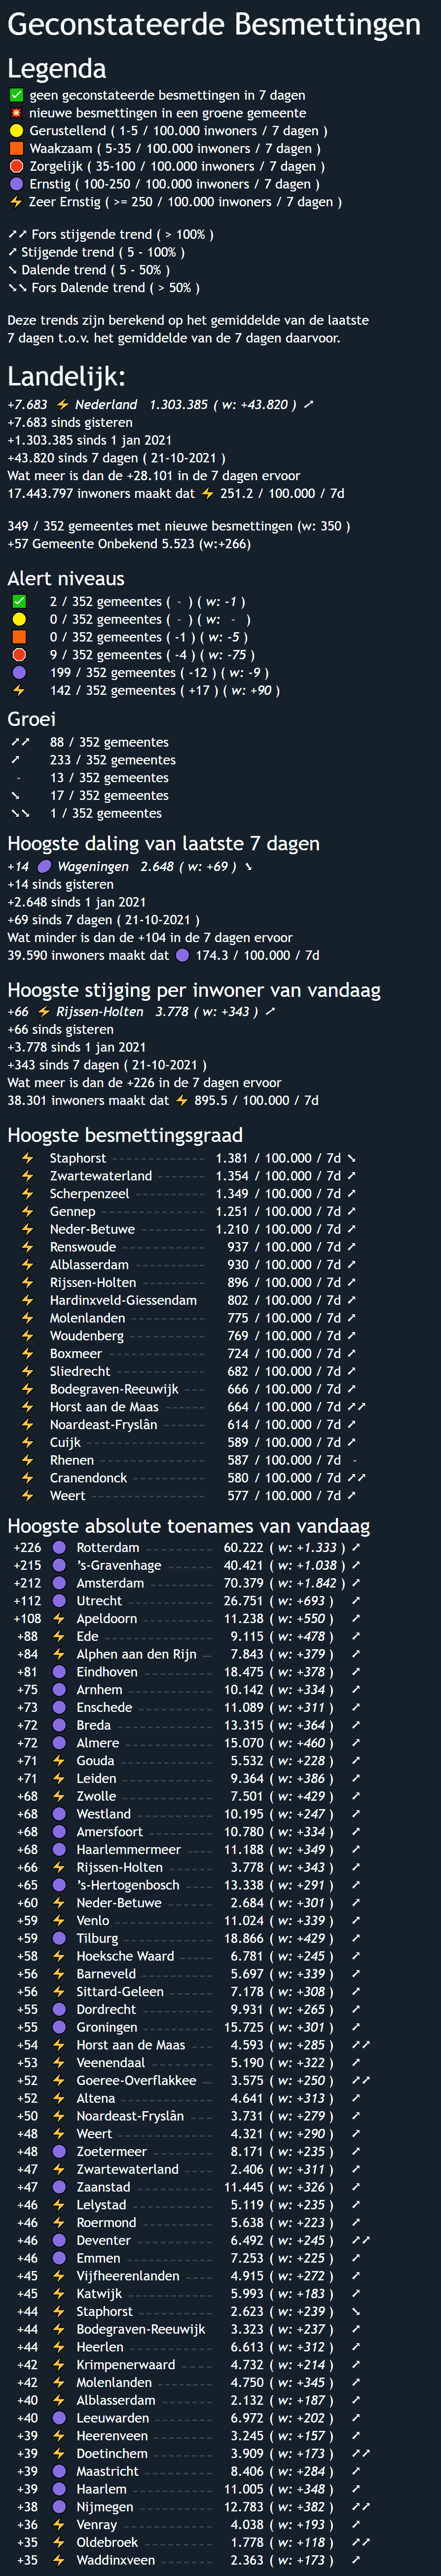 Geconstateerde Besmettingen
Legenda
✅ geen geconstateerde besmettingen in 7 dagen
💥 nieuwe besmettingen in een groene gemeente
🟡 Gerustellend ( 1-5 / 100.000 inwoners / 7 dagen )
🟧 Waakzaam ( 5-35 / 100.000 inwoners / 7 dagen )
🛑 Zorgelijk ( 35-100 / 100.000 inwoners / 7 dagen )
🟣 Ernstig ( 100-250 / 100.000 inwoners / 7 dagen )
⚡ Zeer Ernstig ( >= 250 / 100.000 inwoners / 7 dagen )
➚➚ Fors stijgende trend ( > 100% )
➚ Stijgende trend ( 5 - 100% )
➘ Dalende trend ( 5 - 50% )
➘➘ Fors Dalende trend ( > 50% )
Deze trends zijn berekend op het gemiddelde van de laatste
7 dagen t.o.v. het gemiddelde van de 7 dagen daarvoor.
Landelijk:
+7.683 ⚡ Nederland 1.303.385 ( w: +43.820 ) ➚
+7.683 sinds gisteren
+1.303.385 sinds 1 jan 2021
+43.820 sinds 7 dagen ( 21-10-2021 )
Wat meer is dan de +28.101 in de 7 dagen ervoor
17.443.797 inwoners maakt dat ⚡ 251.2 / 100.000 / 7d
349 / 352 gemeentes met nieuwe besmettingen (w: 350 )
+57 Gemeente Onbekend 5.523 (w:+266)
Alert niveaus
✅ 2 / 352 gemeentes ( - ) ( w: -1 )
🟡 0 / 352 gemeentes ( - ) ( w: - )
🟧 0 / 352 gemeentes ( -1 ) ( w: -5 )
🛑 9 / 352 gemeentes ( -4 ) ( w: -75 )
🟣 199 / 352 gemeentes ( -12 ) ( w: -9 )
⚡ 142 / 352 gemeentes ( +17 ) ( w: +90 )
Groei
➚➚ 88 / 352 gemeentes
➚ 233 / 352 gemeentes
- 13 / 352 gemeentes
➘ 17 / 352 gemeentes
➘➘ 1 / 352 gemeentes
Hoogste daling van laatste 7 dagen
+14 🟣 Wageningen 2.648 ( w: +69 ) ➘
+14 sinds gisteren
+2.648 sinds 1 jan 2021
+69 sinds 7 dagen ( 21-10-2021 )
Wat minder is dan de +104 in de 7 dagen ervoor
39.590 inwoners maakt dat 🟣 174.3 / 100.000 / 7d
Hoogste stijging per inwoner van vandaag
+66 ⚡ Rijssen-Holten 3.778 ( w: +343 ) ➚
+66 sinds gisteren
+3.778 sinds 1 jan 2021
+343 sinds 7 dagen ( 21-10-2021 )
Wat meer is dan de +226 in de 7 dagen ervoor
38.301 inwoners maakt dat ⚡ 895.5 / 100.000 / 7d
Hoogste besmettingsgraad
⚡ Staphorst 1.381 / 100.000 / 7d ➘
⚡ Zwartewaterland 1.354 / 100.000 / 7d ➚
⚡ Scherpenzeel 1.349 / 100.000 / 7d ➚
⚡ Gennep 1.251 / 100.000 / 7d ➚
⚡ Neder-Betuwe 1.210 / 100.000 / 7d ➚
⚡ Renswoude 937 / 100.000 / 7d ➚
⚡ Alblasserdam 930 / 100.000 / 7d ➚
⚡ Rijssen-Holten 896 / 100.000 / 7d ➚
⚡ Hardinxveld-Giessendam 802 / 100.000 / 7d ➚
⚡ Molenlanden 775 / 100.000 / 7d ➚
⚡ Woudenberg 769 / 100.000 / 7d ➚
⚡ Boxmeer 724 / 100.000 / 7d ➚
⚡ Sliedrecht 682 / 100.000 / 7d ➚
⚡ Bodegraven-Reeuwijk 666 / 100.000 / 7d ➚
⚡ Horst aan de Maas 664 / 100.000 / 7d ➚➚
⚡ Noardeast-Fryslân 614 / 100.000 / 7d ➚
⚡ Cuijk 589 / 100.000 / 7d ➚
⚡ Rhenen 587 / 100.000 / 7d -
⚡ Cranendonck 580 / 100.000 / 7d ➚➚
⚡ Weert 577 / 100.000 / 7d ➚
Hoogste absolute toenames van vandaag
+226 🟣 Rotterdam 60.222 ( w: +1.333 ) ➚
+215 🟣 ’s-Gravenhage 40.421 ( w: +1.038 ) ➚
+212 🟣 Amsterdam 70.379 ( w: +1.842 ) ➚
+112 🟣 Utrecht 26.751 ( w: +693 ) ➚
+108 ⚡ Apeldoorn 11.238 ( w: +550 ) ➚
+88 ⚡ Ede 9.115 ( w: +478 ) ➚
+84 ⚡ Alphen aan den Rijn 7.843 ( w: +379 ) ➚
+81 🟣 Eindhoven 18.475 ( w: +378 ) ➚
+75 🟣 Arnhem 10.142 ( w: +334 ) ➚
+73 🟣 Enschede 11.089 ( w: +311 ) ➚
+72 🟣 Breda 13.315 ( w: +364 ) ➚
+72 🟣 Almere 15.070 ( w: +460 ) ➚
+71 ⚡ Gouda 5.532 ( w: +228 ) ➚
+71 ⚡ Leiden 9.364 ( w: +386 ) ➚
+68 ⚡ Zwolle 7.501 ( w: +429 ) ➚
+68 🟣 Westland 10.195 ( w: +247 ) ➚
+68 🟣 Amersfoort 10.780 ( w: +334 ) ➚
+68 🟣 Haarlemmermeer 11.188 ( w: +349 ) ➚
+66 ⚡ Rijssen-Holten 3.778 ( w: +343 ) ➚
+65 🟣 ’s-Hertogenbosch 13.338 ( w: +291 ) ➚
+60 ⚡ Neder-Betuwe 2.684 ( w: +301 ) ➚
+59 ⚡ Venlo 11.024 ( w: +339 ) ➚
+59 🟣 Tilburg 18.866 ( w: +429 ) ➚
+58 ⚡ Hoeksche Waard 6.781 ( w: +245 ) ➚
+56 ⚡ Barneveld 5.697 ( w: +339 ) ➚
+56 ⚡ Sittard-Geleen 7.178 ( w: +308 ) ➚
+55 🟣 Dordrecht 9.931 ( w: +265 ) ➚
+55 🟣 Groningen 15.725 ( w: +301 ) ➚
+54 ⚡ Horst aan de Maas 4.593 ( w: +285 ) ➚➚
+53 ⚡ Veenendaal 5.190 ( w: +322 ) ➚
+52 ⚡ Goeree-Overflakkee 3.575 ( w: +250 ) ➚➚
+52 ⚡ Altena 4.641 ( w: +313 ) ➚
+50 ⚡ Noardeast-Fryslân 3.731 ( w: +279 ) ➚
+48 ⚡ Weert 4.321 ( w: +290 ) ➚
+48 🟣 Zoetermeer 8.171 ( w: +235 ) ➚
+47 ⚡ Zwartewaterland 2.406 ( w: +311 ) ➚
+47 🟣 Zaanstad 11.445 ( w: +326 ) ➚
+46 ⚡ Lelystad 5.119 ( w: +235 ) ➚
+46 ⚡ Roermond 5.638 ( w: +223 ) ➚
+46 🟣 Deventer 6.492 ( w: +245 ) ➚➚
+46 🟣 Emmen 7.253 ( w: +225 ) ➚
+45 ⚡ Vijfheerenlanden 4.915 ( w: +272 ) ➚
+45 ⚡ Katwijk 5.993 ( w: +183 ) ➚
+44 ⚡ Staphorst 2.623 ( w: +239 ) ➘
+44 ⚡ Bodegraven-Reeuwijk 3.323 ( w: +237 ) ➚
+44 ⚡ Heerlen 6.613 ( w: +312 ) ➚
+42 ⚡ Krimpenerwaard 4.732 ( w: +214 ) ➚
+42 ⚡ Molenlanden 4.750 ( w: +345 ) ➚
+40 ⚡ Alblasserdam 2.132 ( w: +187 ) ➚
+40 🟣 Leeuwarden 6.972 ( w: +202 ) ➚
+39 ⚡ Heerenveen 3.245 ( w: +157 ) ➚
+39 ⚡ Doetinchem 3.909 ( w: +173 ) ➚➚
+39 🟣 Maastricht 8.406 ( w: +284 ) ➚
+39 🟣 Haarlem 11.005 ( w: +348 ) ➚
+38 🟣 Nijmegen 12.783 ( w: +382 ) ➚➚
+36 ⚡ Venray 4.038 ( w: +193 ) ➚
+35 ⚡ Oldebroek 1.778 ( w: +118 ) ➚➚
+35 ⚡ Waddinxveen 2.363 ( w: +173 ) ➚